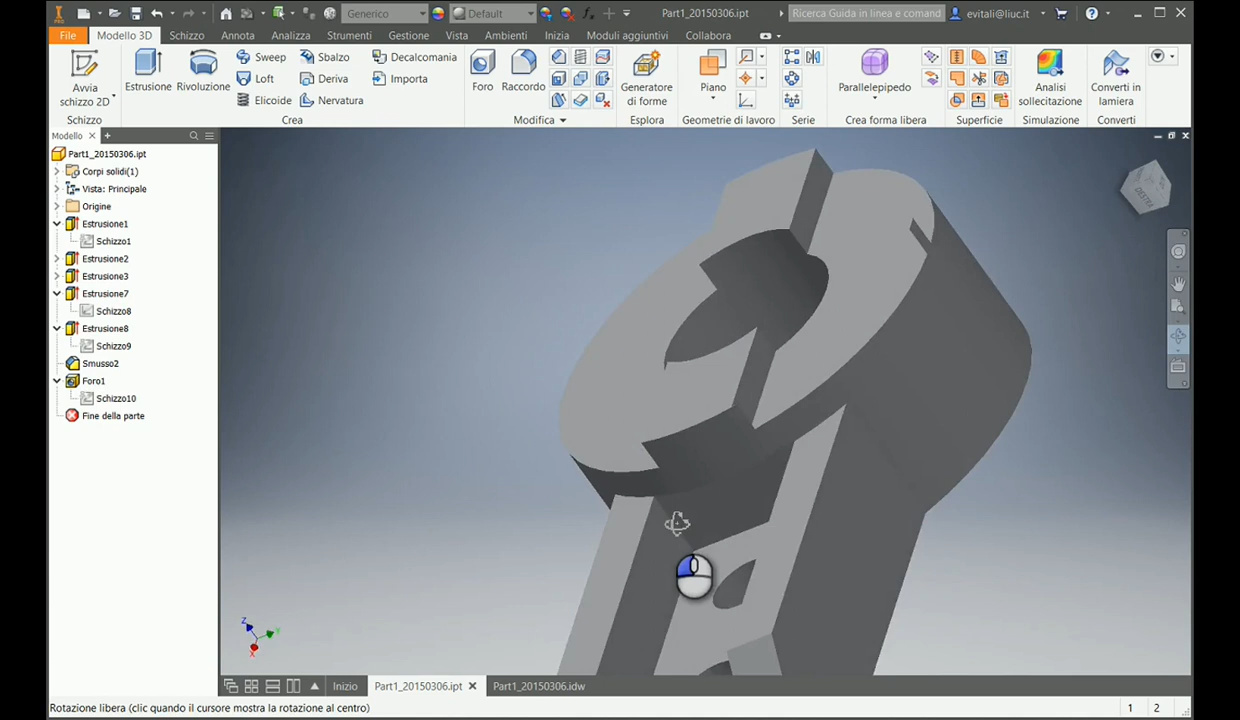 PRO
Generico
Default
Part1_20150306.ipt
Ricerca Guida in linea e comand
evitali@liuc.it
File
Modello 3D
Schizzo
Annota
Analizza
Strumenti
Gestione
Vista
Ambienti
Inizia
Moduli aggiuntivi
Collabora
Avvia
schizzo 2D
Estrusione
Rivoluzione
Sweep
Loft
Elicoide
Sbalzo
Deriva
Nervatura
Decalcomania
Importa
Foro
Raccordo
Generatore
di forme
Piano
Parallelepipedo
Analisi
sollecitazione
Converti in
lamiera
Schizzo
Crea
Modifica
Esplora
Geometrie di lavoro
Serie
Crea forma libera
Superficie
Simulazione
Converti
Modello
Part1_20150306.ipt
Corpi solidi(1)
Vista: Principale
Origine
Estrusione1
Schizzo1
Estrusione2
Estrusione3
Estrusione7
Schizzo8
Estrusione8
Schizzo9
Smusso2
Foro1
Schizzo10
Fine della parte
DESTRA
Z
Y
X
Inizio
Part1_20150306.ipt
Part1_20150306.idw
Rotazione libera (clic quando il cursore mostra la rotazione al centro)
1
2